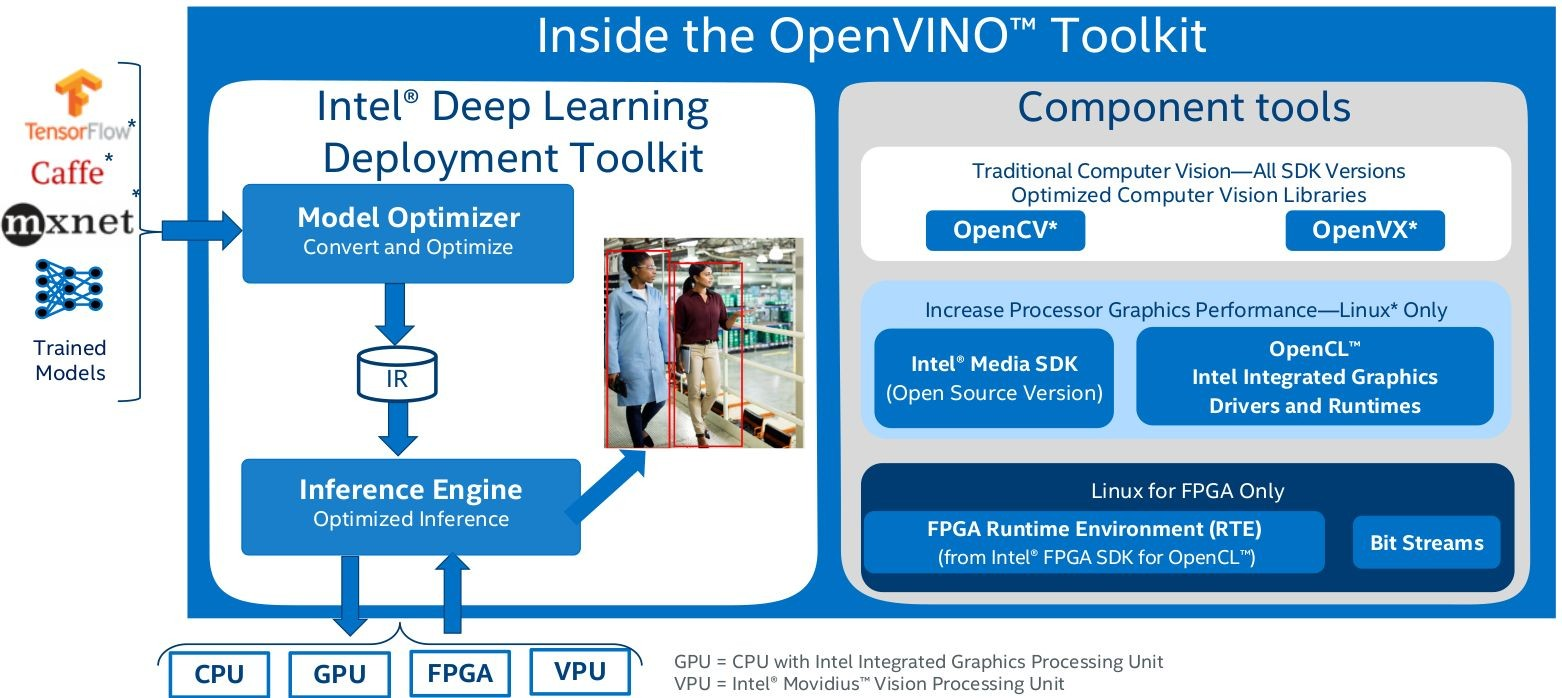 Inside the OpenVINO™ Toolkit
TensorFlow*
Caffe*
mxnet*
Trained
Models
Intel® Deep Learning
Deployment Toolkit
Model Optimizer
Convert and Optimize
IR
Inference Engine
Optimized Inference
Component tools
Traditional Computer Vision—All SDK Versions
Optimized Computer Vision Libraries
OpenCV*
OpenVX*
Increase Processor Graphics Performance—Linux* Only
Intel® Media SDK
(Open Source Version)
OpenCL™
Intel Integrated Graphics
Drivers and Runtimes
Linux for FPGA Only
FPGA Runtime Environment (RTE)
(from Intel® FPGA SDK for OpenCL™)
Bit Streams
CPU
GPU
FPGA
VPU
GPU = CPU with Intel Integrated Graphics Processing Unit
VPU = Intel® Movidius™ Vision Processing Unit